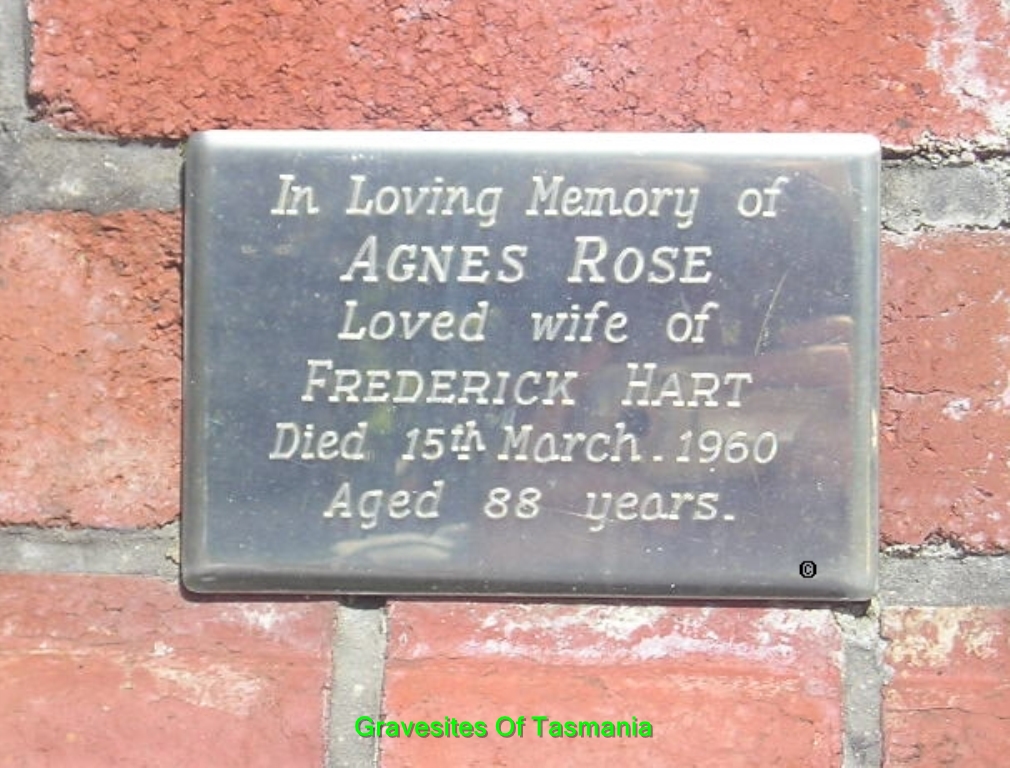 In Loving Memory of
AGNES ROSE
Loved wife of
FREDERICK HART
Died 15th March. 1960
Aged 88 years.
©
Gravesites Of Tasmania